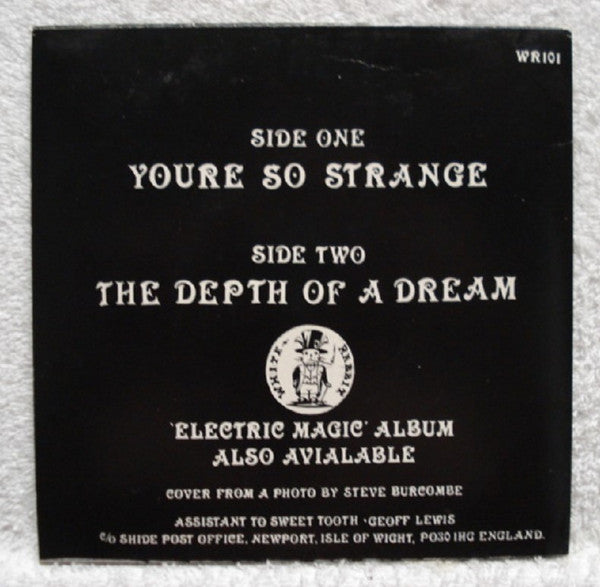 WR101
SIDE ONE
YOURE SO STRANGE
SIDE TWO
THE DEPTH OF A DREAM
WHITE RABBIT
'ELECTRIC MAGIC' ALBUM
ALSO AVIALABLE
COVER FROM A PHOTO BY STEVE BURCOMBE
ASSISTANT TO SWEET TOOTH · GEOFF LEWIS
C/O SHIDE POST OFFICE, NEWPORT, ISLE OF WIGHT, PO30 1HG ENGLAND.